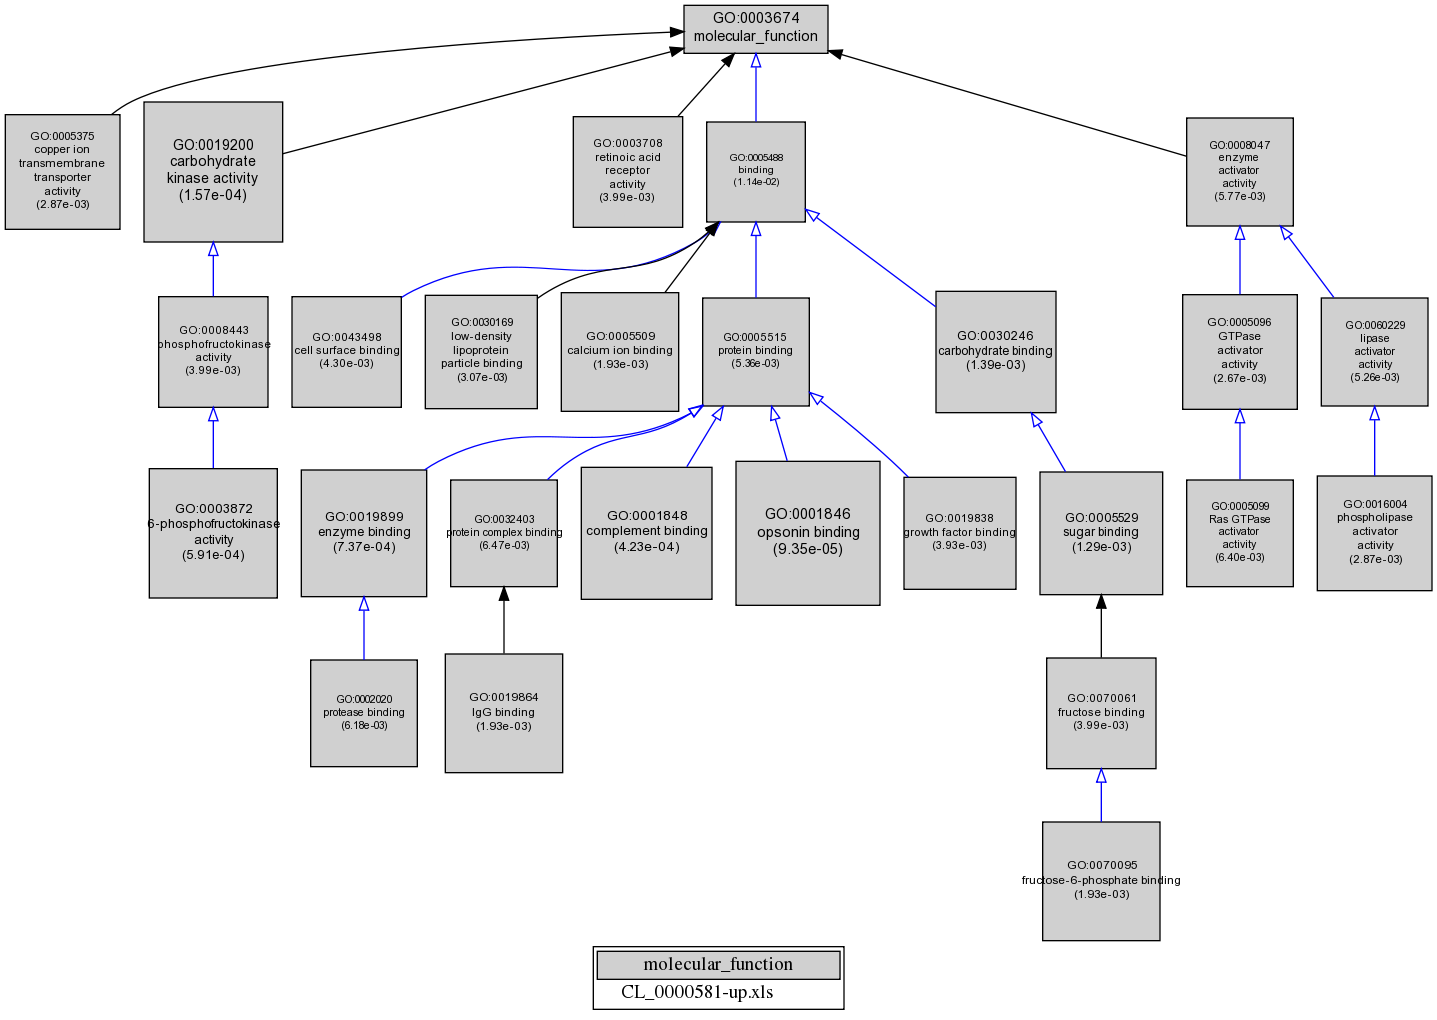 GO:0003674
molecular_function
GO:0005375
copper ion
transmembrane
transporter
activity
(2.87e-03)
GO:0019200
carbohydrate
kinase activity
(1.57e-04)
GO:0003708
retinoic acid
receptor
activity
(3.99e-03)
GO:0005488
binding
(1.14e-02)
GO:0008047
enzyme
activator
activity
(5.77e-03)
GO:0008443
phosphofructokinase
activity
(3.99e-03)
GO:0043498
cell surface binding
(4.30e-03)
GO:0030169
low-density
lipoprotein
particle binding
(3.07e-03)
GO:0005509
calcium ion binding
(1.93e-03)
GO:0005515
protein binding
(5.36e-03)
GO:0030246
carbohydrate binding
(1.39e-03)
GO:0005096
GTPase
activator
activity
(2.67e-03)
GO:0060229
lipase
activator
activity
(5.26e-03)
GO:0003872
6-phosphofructokinase
activity
(5.91e-04)
GO:0019899
enzyme binding
(7.37e-04)
GO:0032403
protein complex binding
(6.47e-03)
GO:0001848
complement binding
(4.23e-04)
GO:0001846
opsonin binding
(9.35e-05)
GO:0019838
growth factor binding
(3.93e-03)
GO:0005529
sugar binding
(1.29e-03)
GO:0005099
Ras GTPase
activator
activity
(6.40e-03)
GO:0016004
phospholipase
activator
activity
(2.87e-03)
GO:0002020
protease binding
(6.18e-03)
GO:0019864
IgG binding
(1.93e-03)
GO:0070061
fructose binding
(3.99e-03)
GO:0070095
fructose-6-phosphate binding
(1.93e-03)
molecular_function
CL_0000581-up.xls